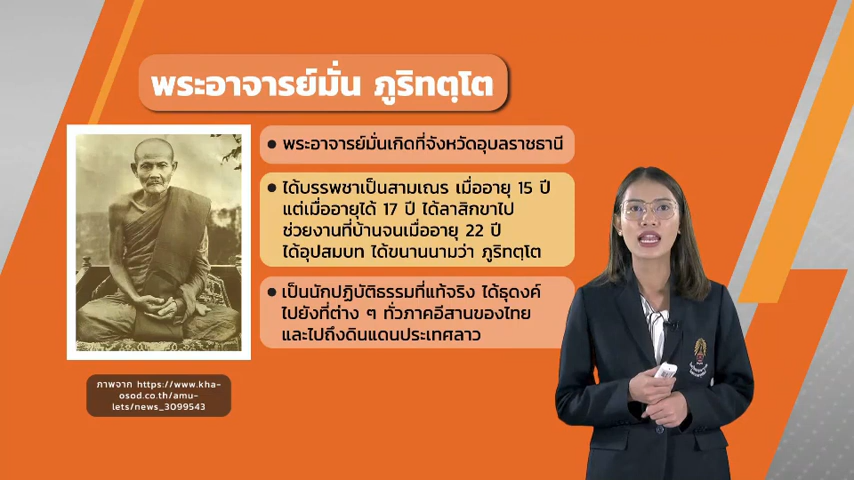 พระอาจารย์มั่น ภูริทตฺโต
• พระอาจารย์มั่นเกิดที่จังหวัดอุบลราชธานี
• ได้บรรพชาเป็นสามเณร เมื่ออายุ 15 ปี
แต่เมื่ออายุได้ 17 ปี ได้ลาสิกขาไป
ช่วยงานที่บ้านจนเมื่ออายุ 22 ปี
ได้อุปสมบท ได้ขนานนามว่า ภูริทตฺโต
• เป็นนักปฏิบัติธรรมที่แท้จริง ได้ธุดงค์
ไปยังที่ต่าง ๆ ทั่วภาคอีสานของไทย
และไปถึงดินแดนประเทศลาว
ภาพจาก https://www.kha-
osod.co.th/amu-
lets/news_3099543